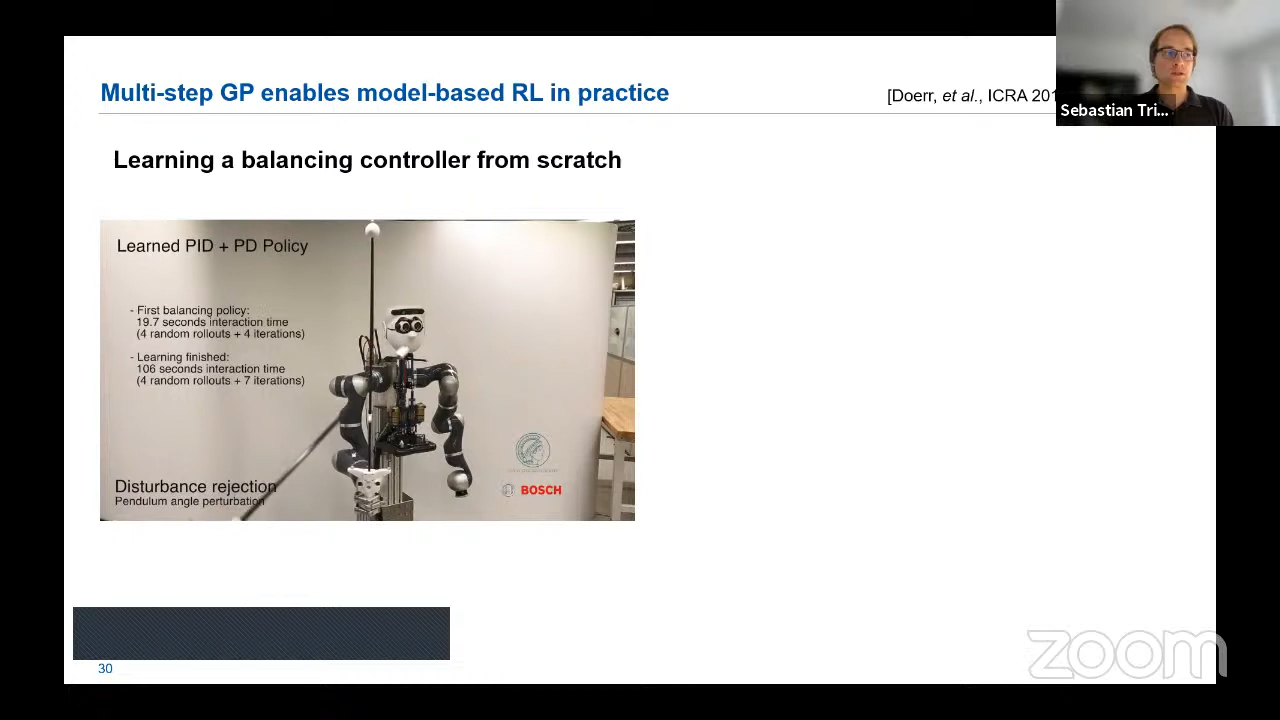 Multi-step GP enables model-based RL in practice
[Doerr, et al., ICRA 201
Sebastian Tri...
Learning a balancing controller from scratch
Learned PID + PD Policy
- First balancing policy:
19.7 seconds interaction time
(4 random rollouts + 4 iterations)
- Learning finished:
106 seconds interaction time
(4 random rollouts + 7 iterations)
Disturbance rejection
Pendulum angle perturbation
BOSCH
30
zoom